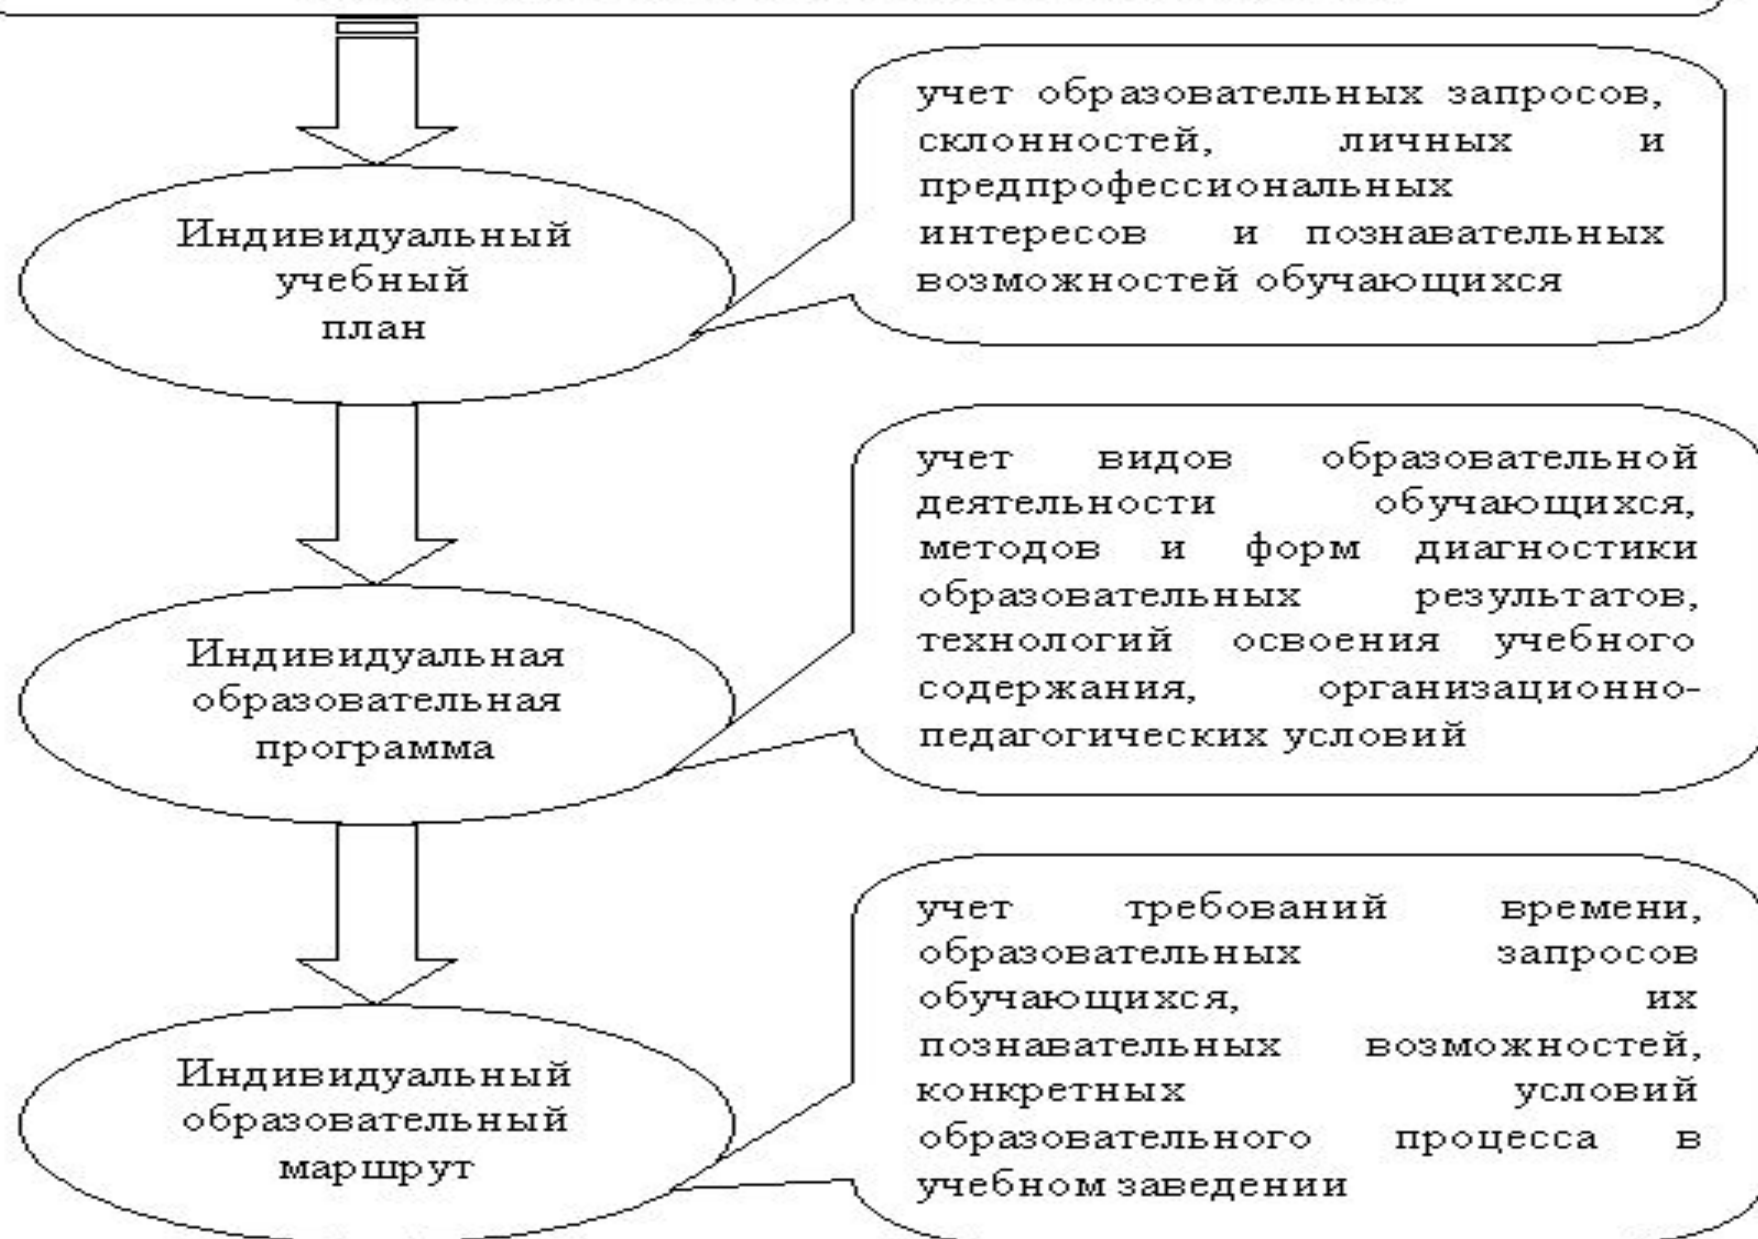 Индивидуальный
учебный
план
учет образовательных запросов,
склонностей, личных и
предпрофессиональных
интересов и познавательных
возможностей обучающихся
Индивидуальная
образовательная
программа
учет видов образовательной
деятельности обучающихся,
методов и форм диагностики
образовательных результатов,
технологий освоения учебного
содержания, организационно-
педагогических условий
Индивидуальный
образовательный
маршрут
учет требований времени,
образовательных запросов
обучающихся, их
познавательных возможностей,
конкретных условий
образовательного процесса в
учебном заведении